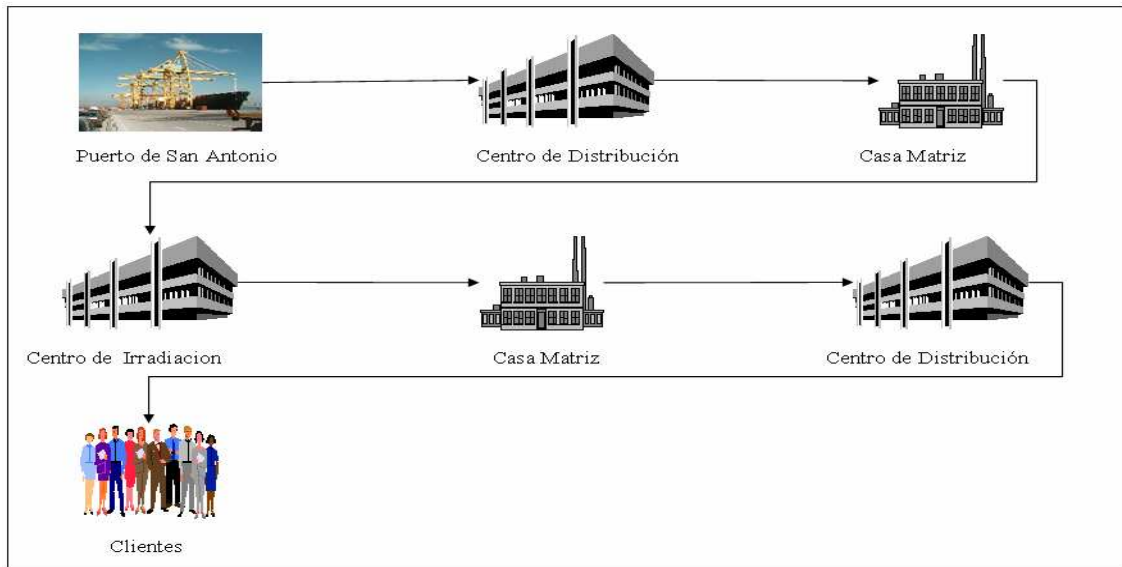 Puerto de San Antonio
Centro de Distribución
Casa Matriz
Centro de Irradiacion
Casa Matriz
Centro de Distribución
Clientes